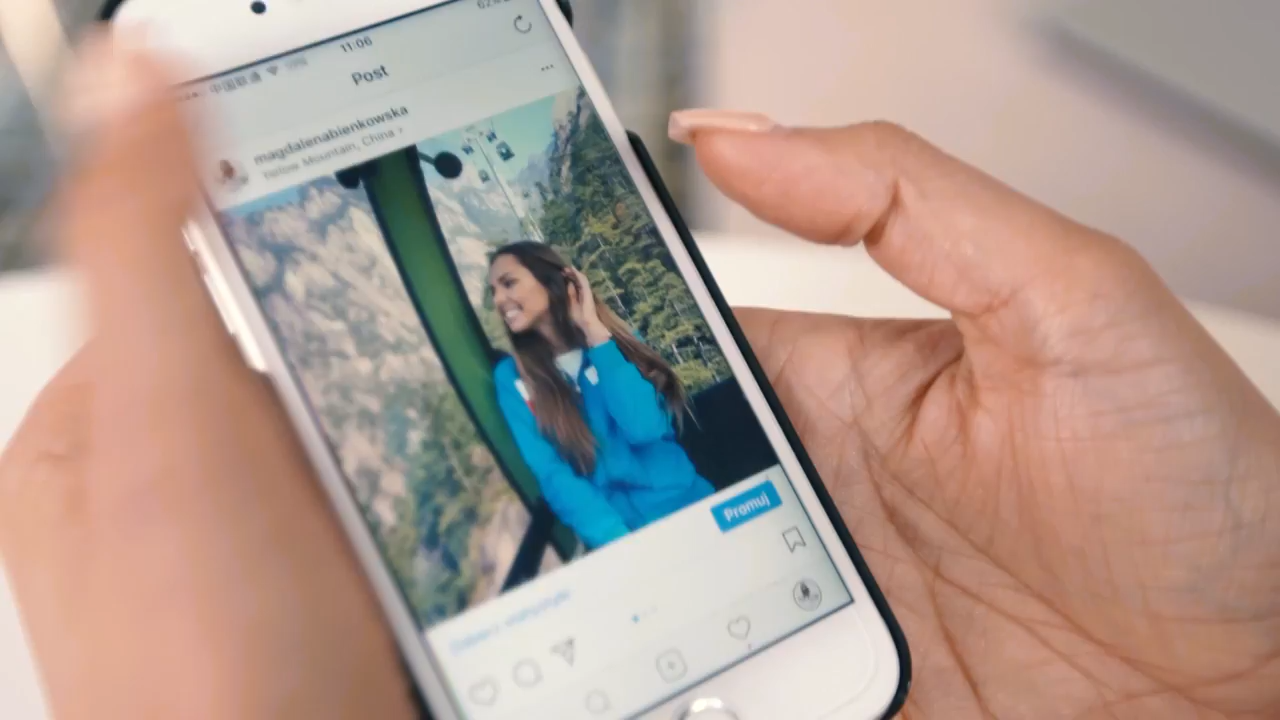 11:06
Post
magdalenabienkowska
Yellow Mountain, China >
Promuj